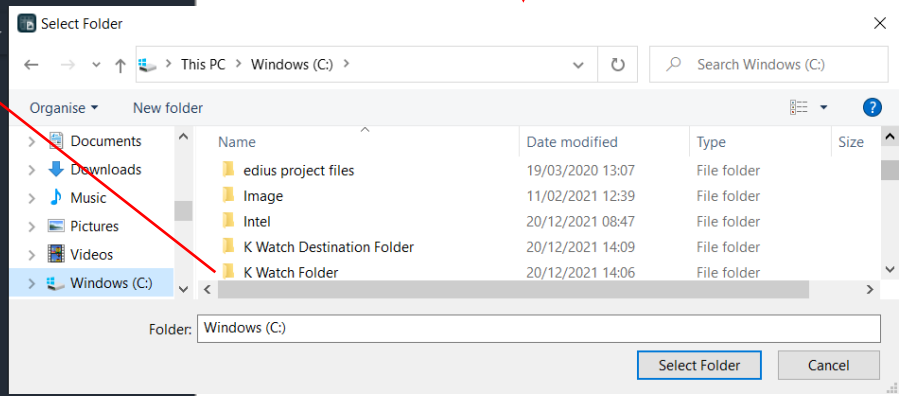 Select Folder
This PC > Windows (C:) >
Search Windows (C:)
Organise
New folder
?
Name Date modified Type Size
Documents
Downloads
Music
Pictures
Videos
Windows (C:)
edius project files 19/03/2020 13:07 File folder
Image 11/02/2021 12:39 File folder
Intel 20/12/2021 08:47 File folder
K Watch Destination Folder 20/12/2021 14:09 File folder
K Watch Folder 20/12/2021 14:06 File folder
Folder: Windows (C:)
Select Folder Cancel